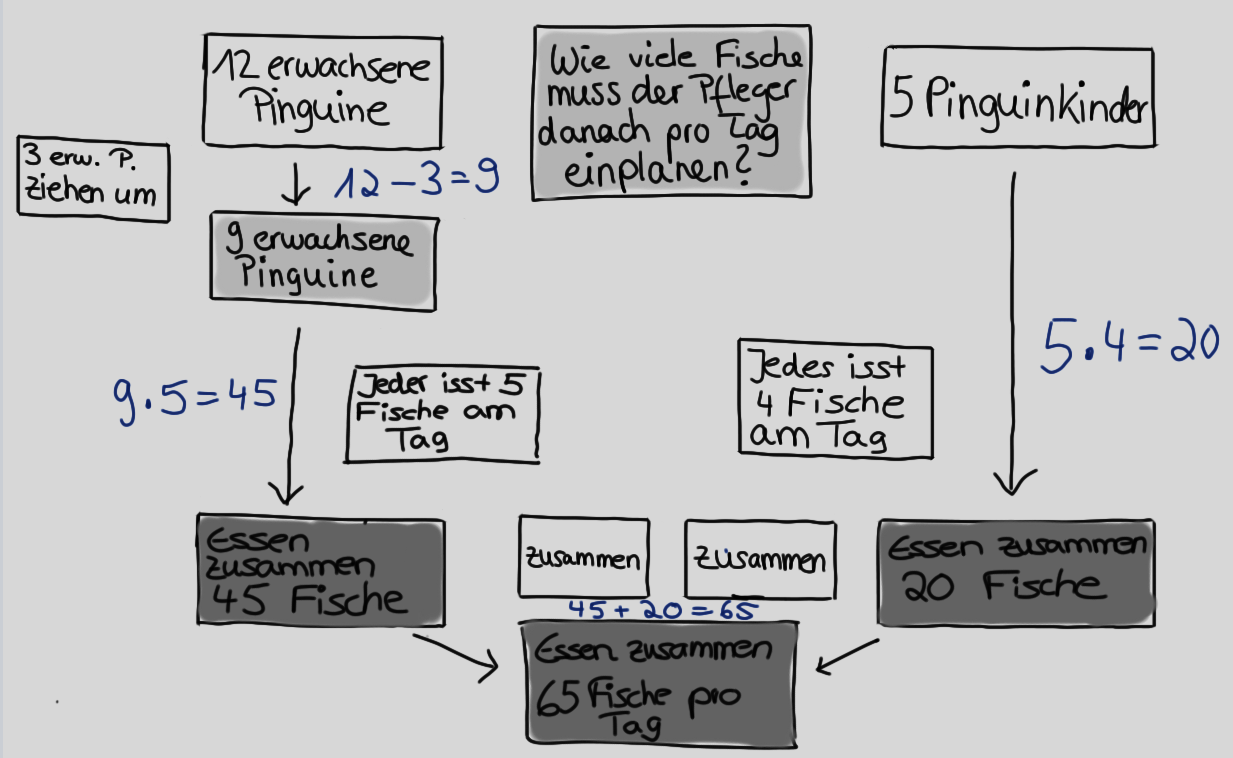 12 erwachsene
Pinguine
Wie viele Fische
muss der Pfleger
danach pro Tag
einplanen?
5 Pinguinkinder
3 erw. P.
ziehen um
12 - 3 = 9
9 erwachsene
Pinguine
9 . 5 = 45
Jeder isst 5
Fische am
Tag
Jedes isst
4 Fische
am Tag
5 . 4 = 20
Essen
zusammen
45 Fische
zusammen
zusammen
Essen zusammen
20 Fische
45 + 20 = 65
Essen zusammen
65 Fische pro
Tag